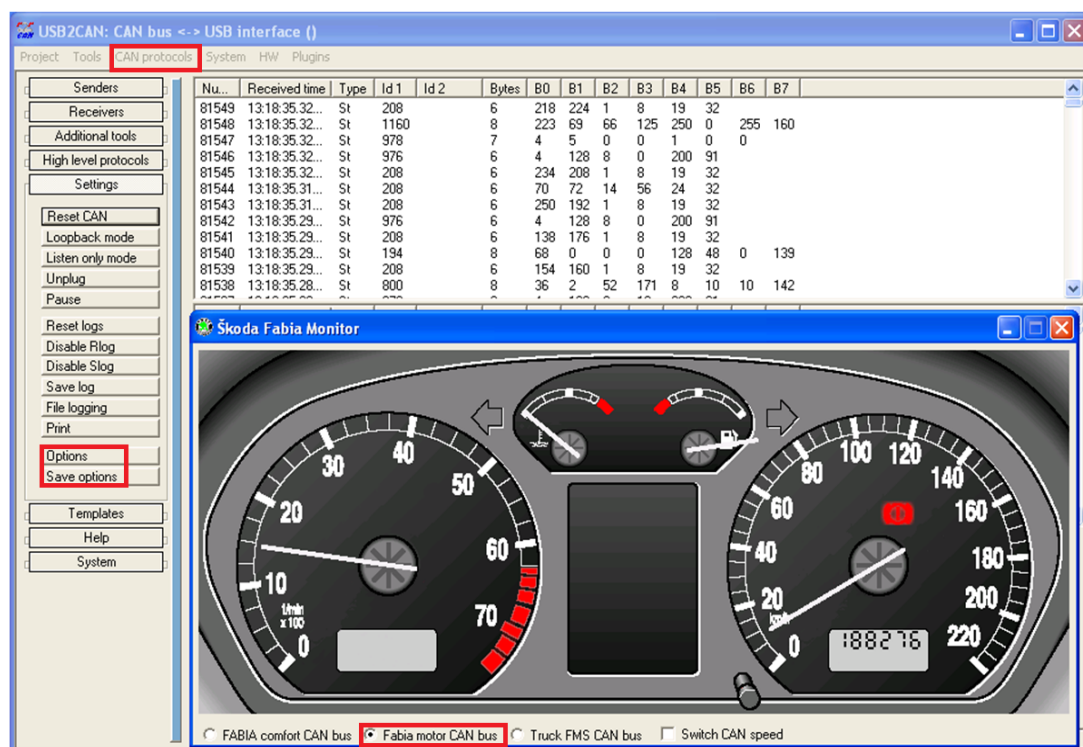 USB2CAN: CAN bus <-> USB interface ()
Project Tools CAN protocols System HW Plugins
Senders
Receivers
Additional tools
High level protocols
Settings
Reset CAN
Loopback mode
Listen only mode
Unplug
Pause
Reset logs
Disable Rlog
Disable Slog
Save log
File logging
Print
Options
Save options
Templates
Help
System
Nu... Received time Type Id 1 Id 2 Bytes B0 B1 B2 B3 B4 B5 B6 B7
81549 13:18:35.32... St 208 6 218 224 1 8 19 32
81548 13:18:35.32... St 1160 8 223 69 66 125 250 0 255 160
81547 13:18:35.32... St 978 7 4 5 0 0 1 0 0
81546 13:18:35.32... St 976 6 4 128 8 0 200 91
81545 13:18:35.32... St 208 6 234 208 1 8 19 32
81544 13:18:35.31... St 208 6 70 72 14 56 24 32
81543 13:18:35.31... St 208 6 250 192 1 8 19 32
81542 13:18:35.29... St 976 6 4 128 8 0 200 91
81541 13:18:35.29... St 208 6 138 176 1 8 19 32
81540 13:18:35.29... St 194 8 68 0 0 0 128 48 0 139
81539 13:18:35.29... St 208 6 154 160 1 8 19 32
81538 13:18:35.28... St 800 8 36 2 52 171 8 10 10 142
Škoda Fabia Monitor
0 10 20 30 40 50 60 70
1/min
x 100
0 20 40 60 80 100 120 140 160 180 200 220
km/h
188276
FABIA comfort CAN bus Fabia motor CAN bus Truck FMS CAN bus Switch CAN speed